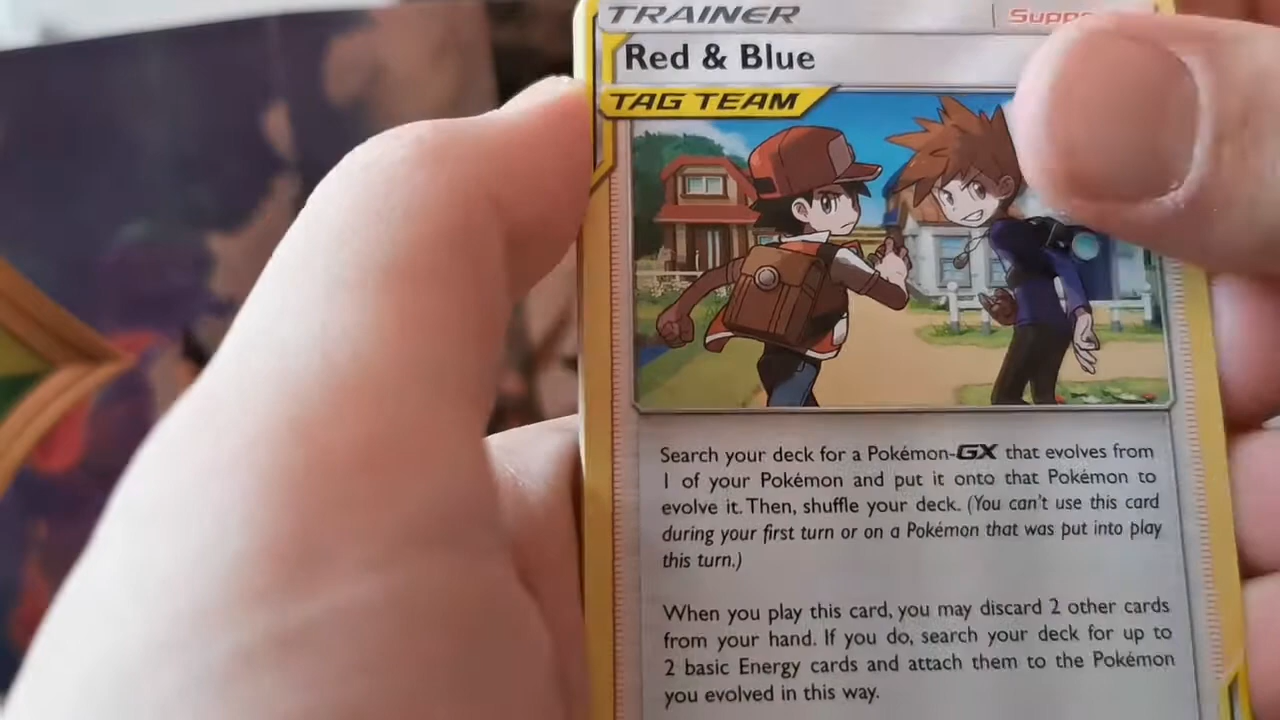 TRAINER
Red & Blue
TAG TEAM
Search your deck for a Pokémon-GX that evolves from
1 of your Pokémon and put it onto that Pokémon to
evolve it. Then, shuffle your deck. (You can't use this card
during your first turn or on a Pokémon that was put into play
this turn.)
When you play this card, you may discard 2 other cards
from your hand. If you do, search your deck for up to
2 basic Energy cards and attach them to the Pokémon
you evolved in this way.